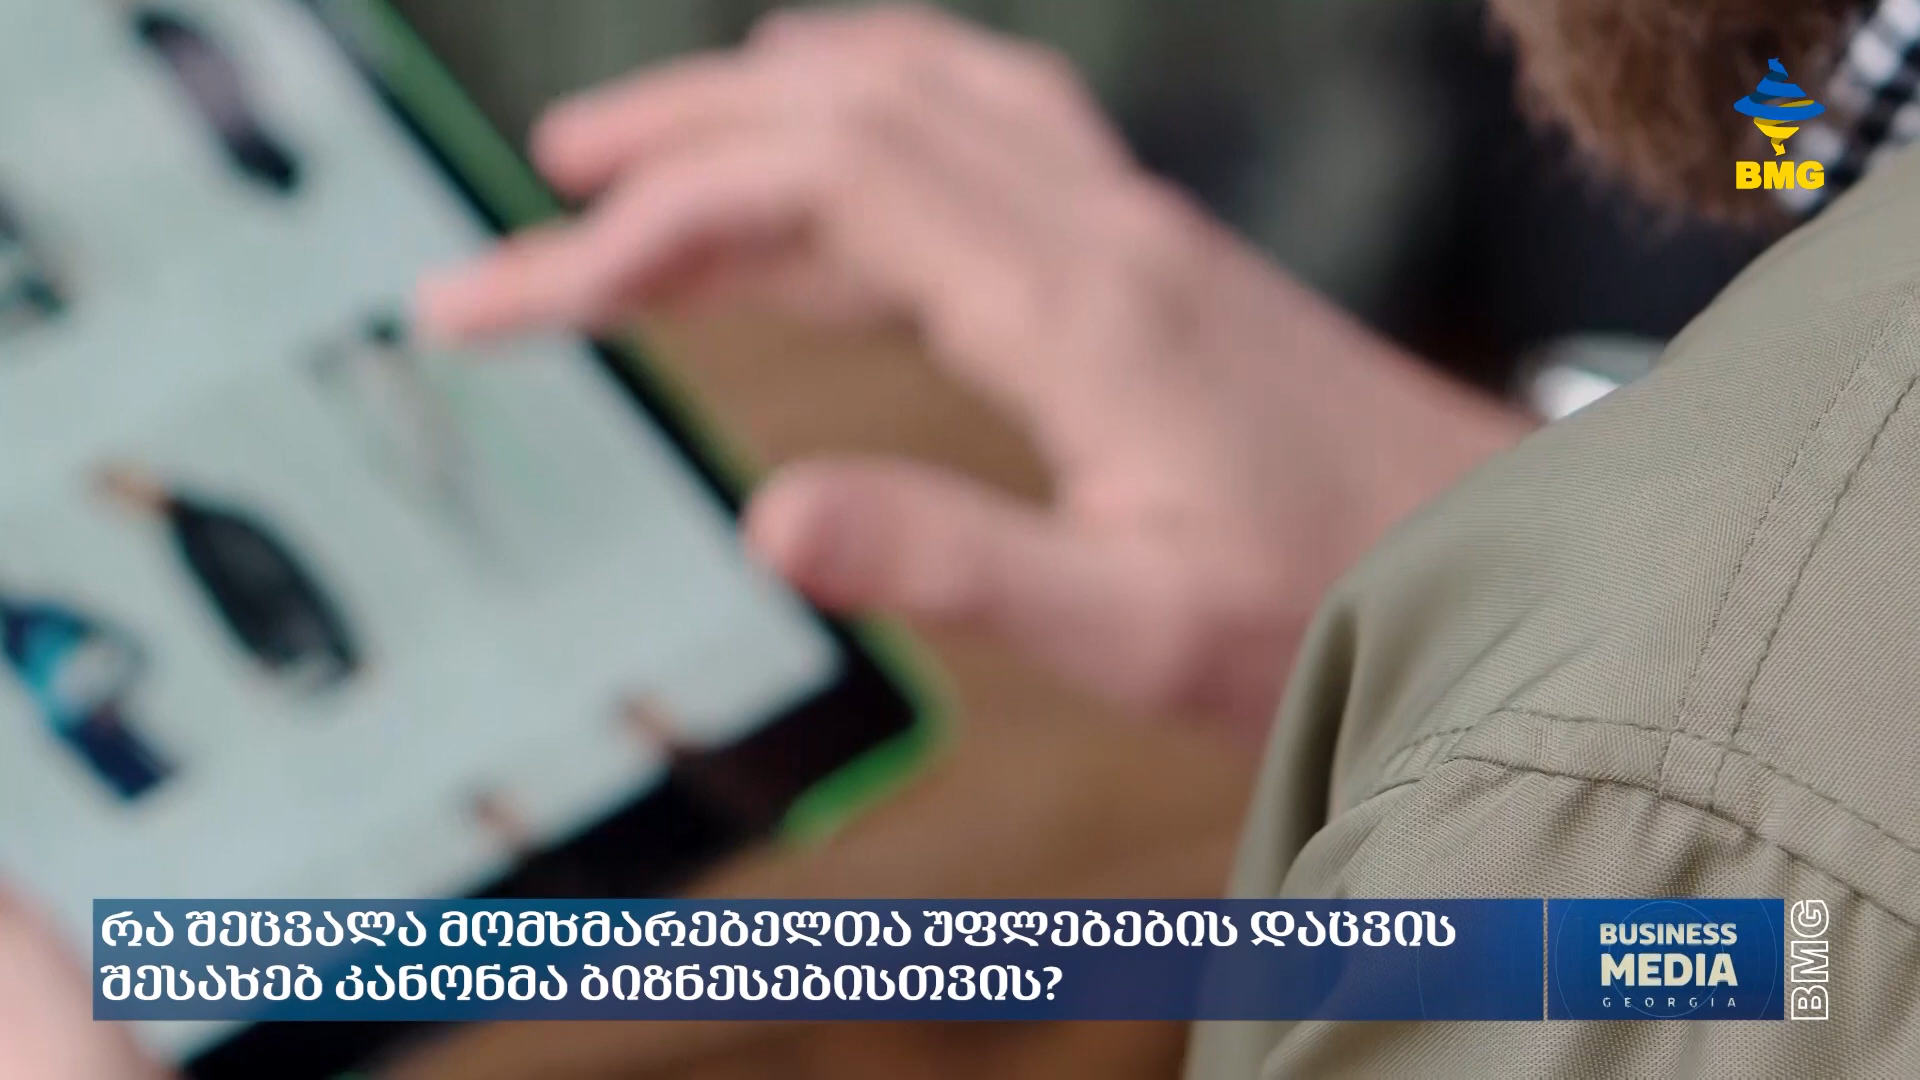 BMG
რა შეცვალა მომხმარებელთა უფლებების დაცვის
შესახებ კანონმა ბიზნესებისთვის?
BUSINESS
MEDIA
GEORGIA
BMG